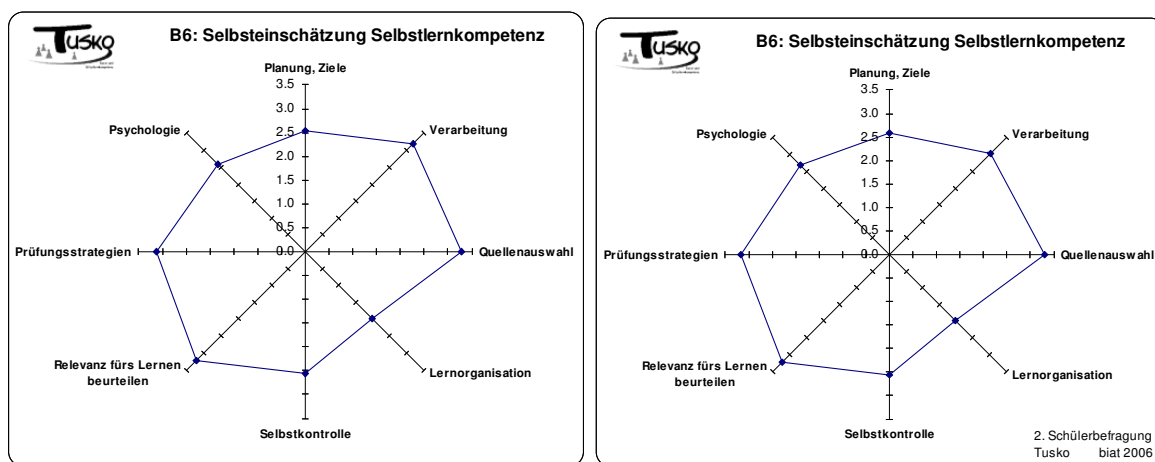 Tusko
B6: Selbsteinschätzung Selbstlernkompetenz
Planung, Ziele
3.5
3.0
2.5
2.0
1.5
1.0
0.5
0.0
Verarbeitung
Quellenauswahl
Lernorganisation
Selbstkontrolle
Relevanz fürs Lernen
beurteilen
Prüfungsstrategien
Psychologie
Tusko
B6: Selbsteinschätzung Selbstlernkompetenz
Planung, Ziele
3.5
3.0
2.5
2.0
1.5
1.0
0.5
0.0
Verarbeitung
Quellenauswahl
Lernorganisation
Selbstkontrolle
Relevanz fürs Lernen
beurteilen
Prüfungsstrategien
Psychologie
2. Schülerbefragung
Tusko biat 2006